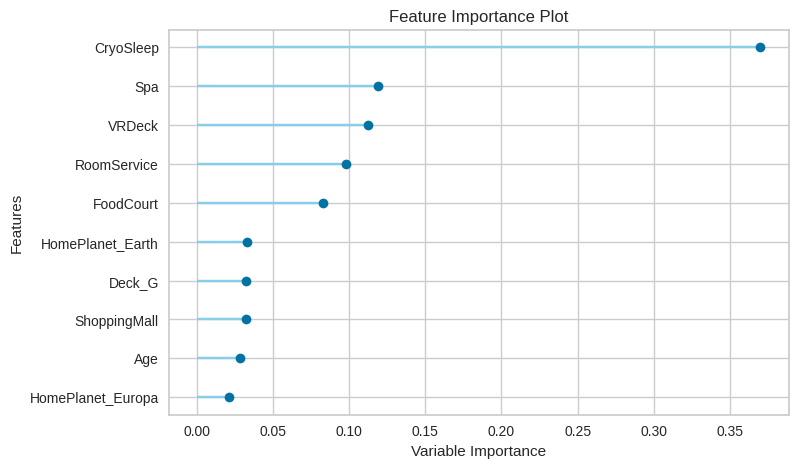 Feature Importance Plot
CryoSleep
Spa
VRDeck
RoomService
FoodCourt
HomePlanet_Earth
Deck_G
ShoppingMall
Age
HomePlanet_Europa
Features
0.00 0.05 0.10 0.15 0.20 0.25 0.30 0.35
Variable Importance